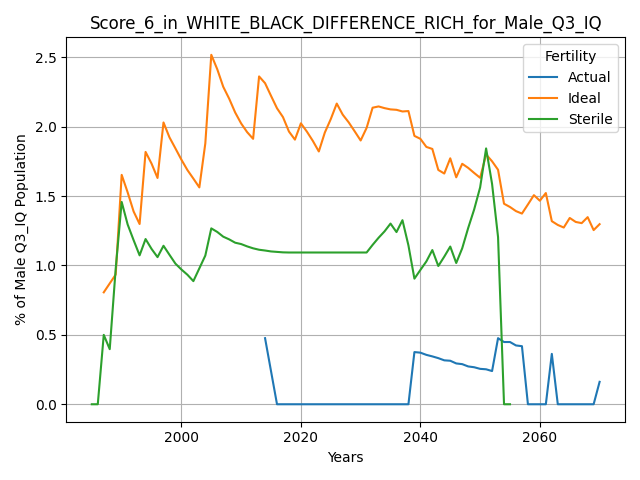 Score_6_in_WHITE_BLACK_DIFFERENCE_RICH_for_Male_Q3_IQ
% of Male Q3_IQ Population
2.5
2.0
1.5
1.0
0.5
0.0
Fertility
Actual
Ideal
Sterile
2000
2020
2040
2060
Years